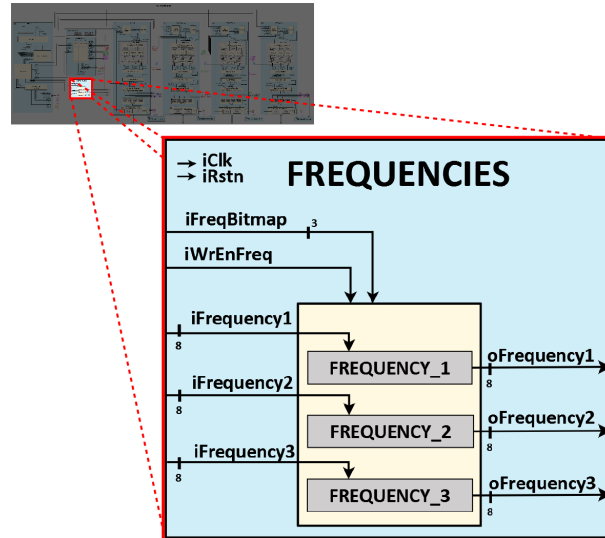 iClk
iRstn
FREQUENCIES
iFreqBitmap
3
iWrEnFreq
iFrequency1
8
FREQUENCY_1
oFrequency1
8
iFrequency2
8
FREQUENCY_2
oFrequency2
8
iFrequency3
8
FREQUENCY_3
oFrequency3
8